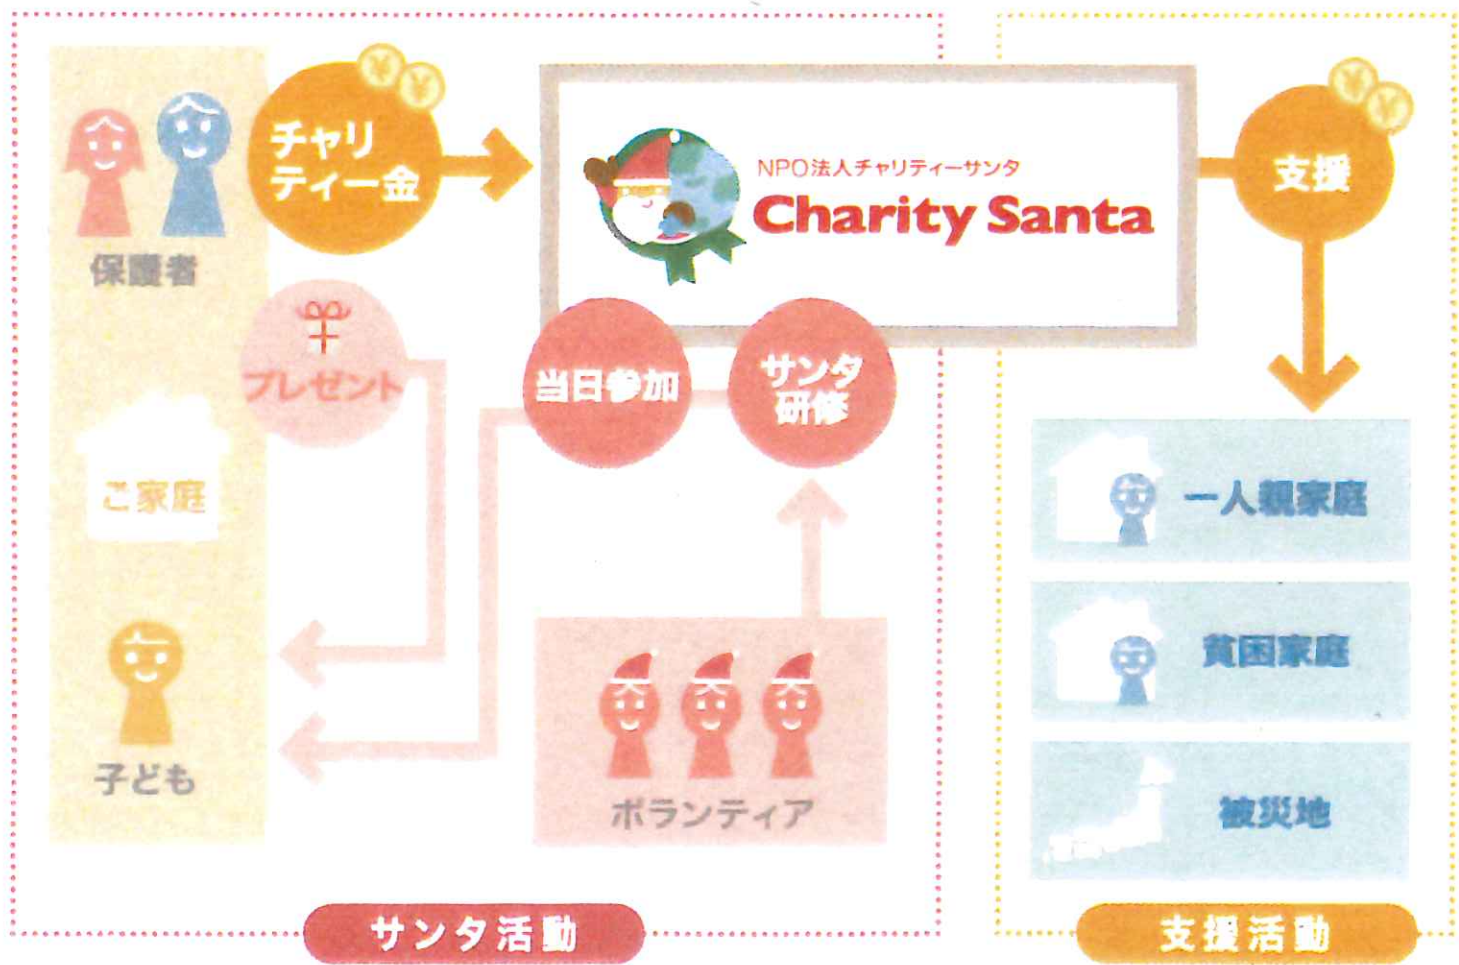 チャリ
ティー金
保護者
プレゼント
ご家庭
子ども
NPO法人チャリティーサンタ
Charity Santa
当日参加
サンタ
研修
ボランティア
サンタ活動
支援
一人親家庭
貧困家庭
被災地
支援活動